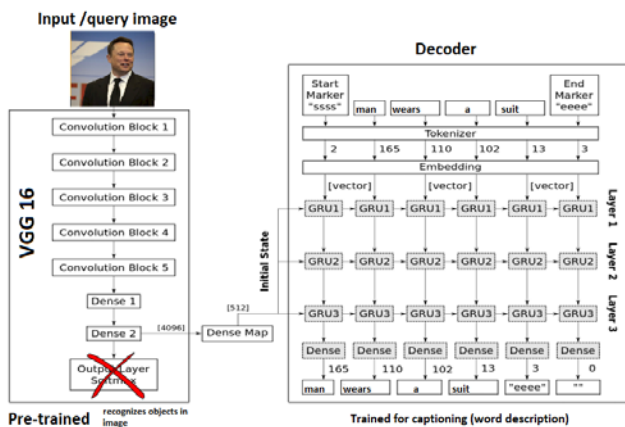 Input /query image
VGG 16
Convolution Block 1
Convolution Block 2
Convolution Block 3
Convolution Block 4
Convolution Block 5
Dense 1
Dense 2
[4096]
Dense Map
[512]
Output Layer
Softmax
Pre-trained
recognizes objects in
image
Decoder
Start
Marker
"ssss"
man
wears
a
suit
End
Marker
"eeee"
Tokenizer
2 165 110 102 13 3
Embedding
[vector] [vector] [vector]
Initial State
GRU1 GRU1 GRU1 GRU1 GRU1 GRU1
Layer 1
GRU2 GRU2 GRU2 GRU2 GRU2 GRU2
Layer 2
GRU3 GRU3 GRU3 GRU3 GRU3 GRU3
Layer 3
Dense Dense Dense Dense Dense Dense
165 110 102 13 3 0
man wears a suit "eeee" ""
Trained for captioning (word description)